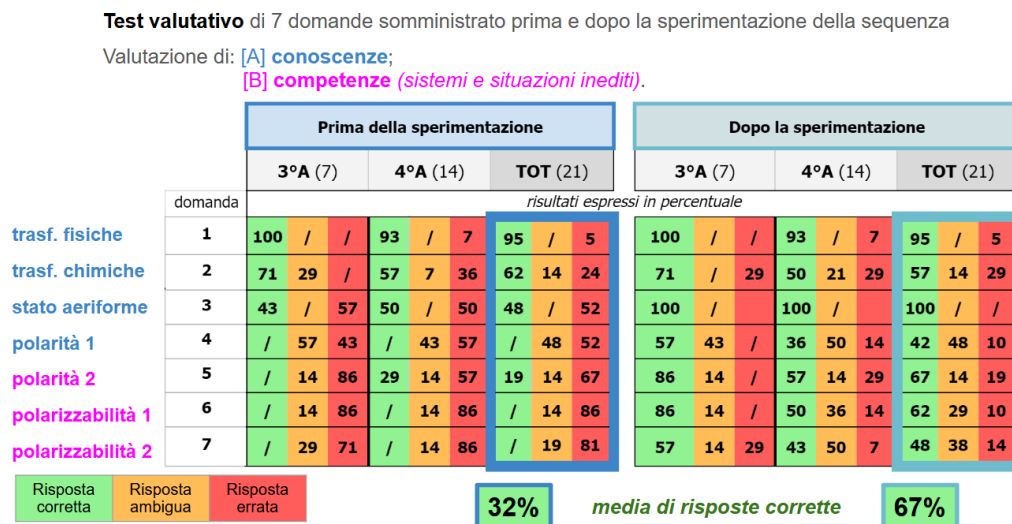 Test valutativo di 7 domande somministrato prima e dopo la sperimentazione della sequenza
Valutazione di: [A] conoscenze;
[B] competenze (sistemi e situazioni inediti).
Prima della sperimentazione Dopo la sperimentazione
3°A (7) 4°A (14) TOT (21) 3°A (7) 4°A (14) TOT (21)
domanda risultati espressi in percentuale
trasf. fisiche 1 100 / / 93 / 7 95 / 5 100 / / 93 / 7 95 / 5
trasf. chimiche 2 71 29 / 57 7 36 62 14 24 71 / 29 50 21 29 57 14 29
stato aeriforme 3 43 / 57 50 / 50 48 / 52 100 / 100 / 100 / /
polarità 1 4 / 57 43 / 43 57 / 48 52 57 43 / 36 50 14 42 48 10
polarità 2 5 / 14 86 29 14 57 19 14 67 86 14 / 57 14 29 67 14 19
polarizzabilità 1 6 / 14 86 / 14 86 / 14 86 86 14 50 36 14 62 29 10
polarizzabilità 2 7 / 29 71 / 14 86 / 19 81 57 14 29 43 50 7 48 38 14
Risposta corretta Risposta ambigua Risposta errata
32% media di risposte corrette 67%